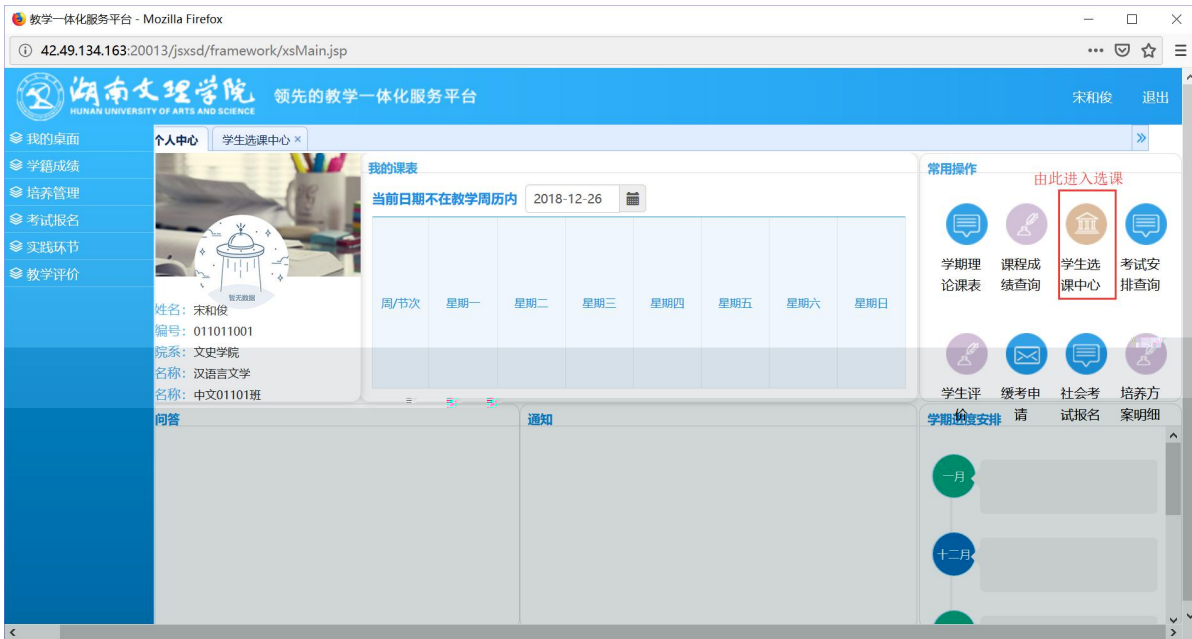 教学一体化服务平台 - Mozilla Firefox
42.49.134.163:20013/jsxsd/framework/xsMain.jsp
湖南文理学院
HUNAN UNIVERSITY OF ARTS AND SCIENCE
领先的教学一体化服务平台
宋和俊 退出
我的桌面
学籍成绩
培养管理
考试报名
实践环节
教学评价
个人中心 学生选课中心 ×
暂无数据
姓名：宋和俊
编号：011011001
院系：文史学院
名称：汉语言文学
名称：中文01101班
我的课表
当前日期不在教学周历内 2018-12-26
周/节次 星期一 星期二 星期三 星期四 星期五 星期六 星期日
常用操作
由此进入选课
学期理论课表
课程成绩查询
学生选课中心
考试安排查询
学生评价
缓考申请
社会考试报名
培养方案明细
问答
通知
学期进度安排
一月
十二月